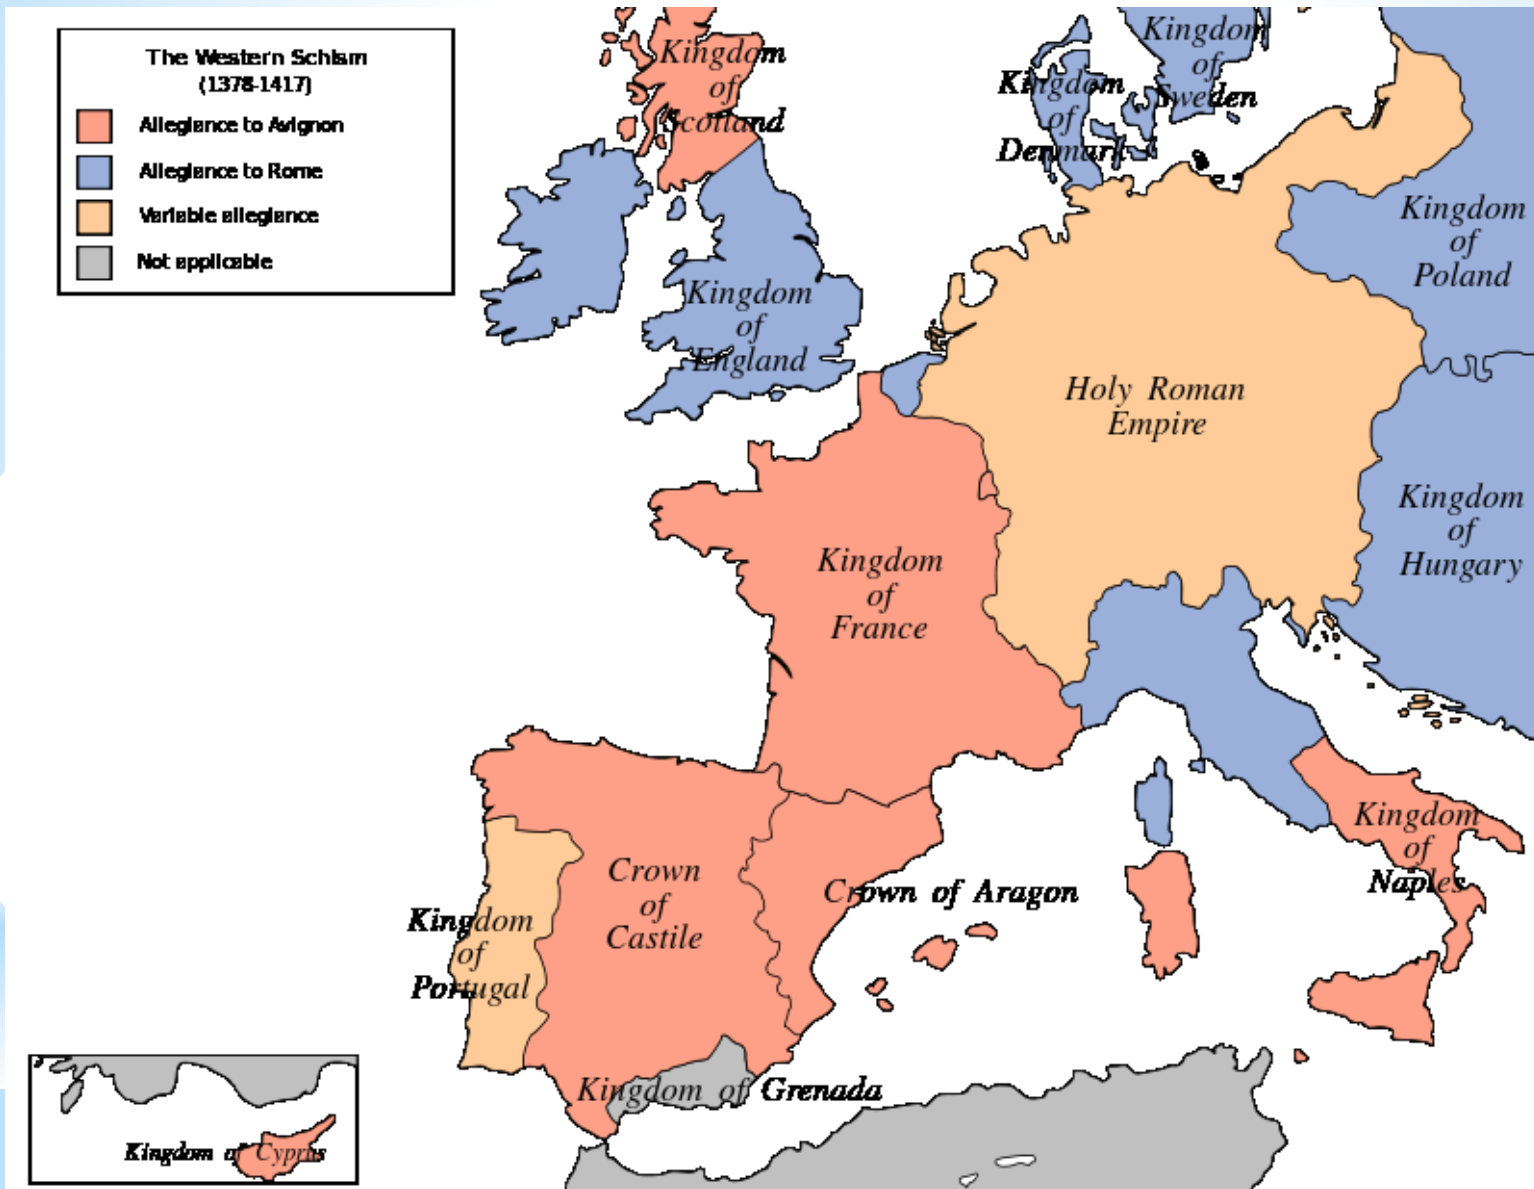 The Western Schism
(1378-1417)
Allegiance to Avignon
Allegiance to Rome
Variable allegiance
Not applicable
Kingdom
of
Scotland
Kingdom
of
Denmark
Kingdom
of
Sweden
Kingdom
of
Poland
Kingdom
of
England
Holy Roman
Empire
Kingdom
of
Hungary
Kingdom
of
France
Kingdom
of
Naples
Crown
of
Castile
Crown of Aragon
Kingdom
of
Portugal
Kingdom of Grenada
Kingdom of Cyprus